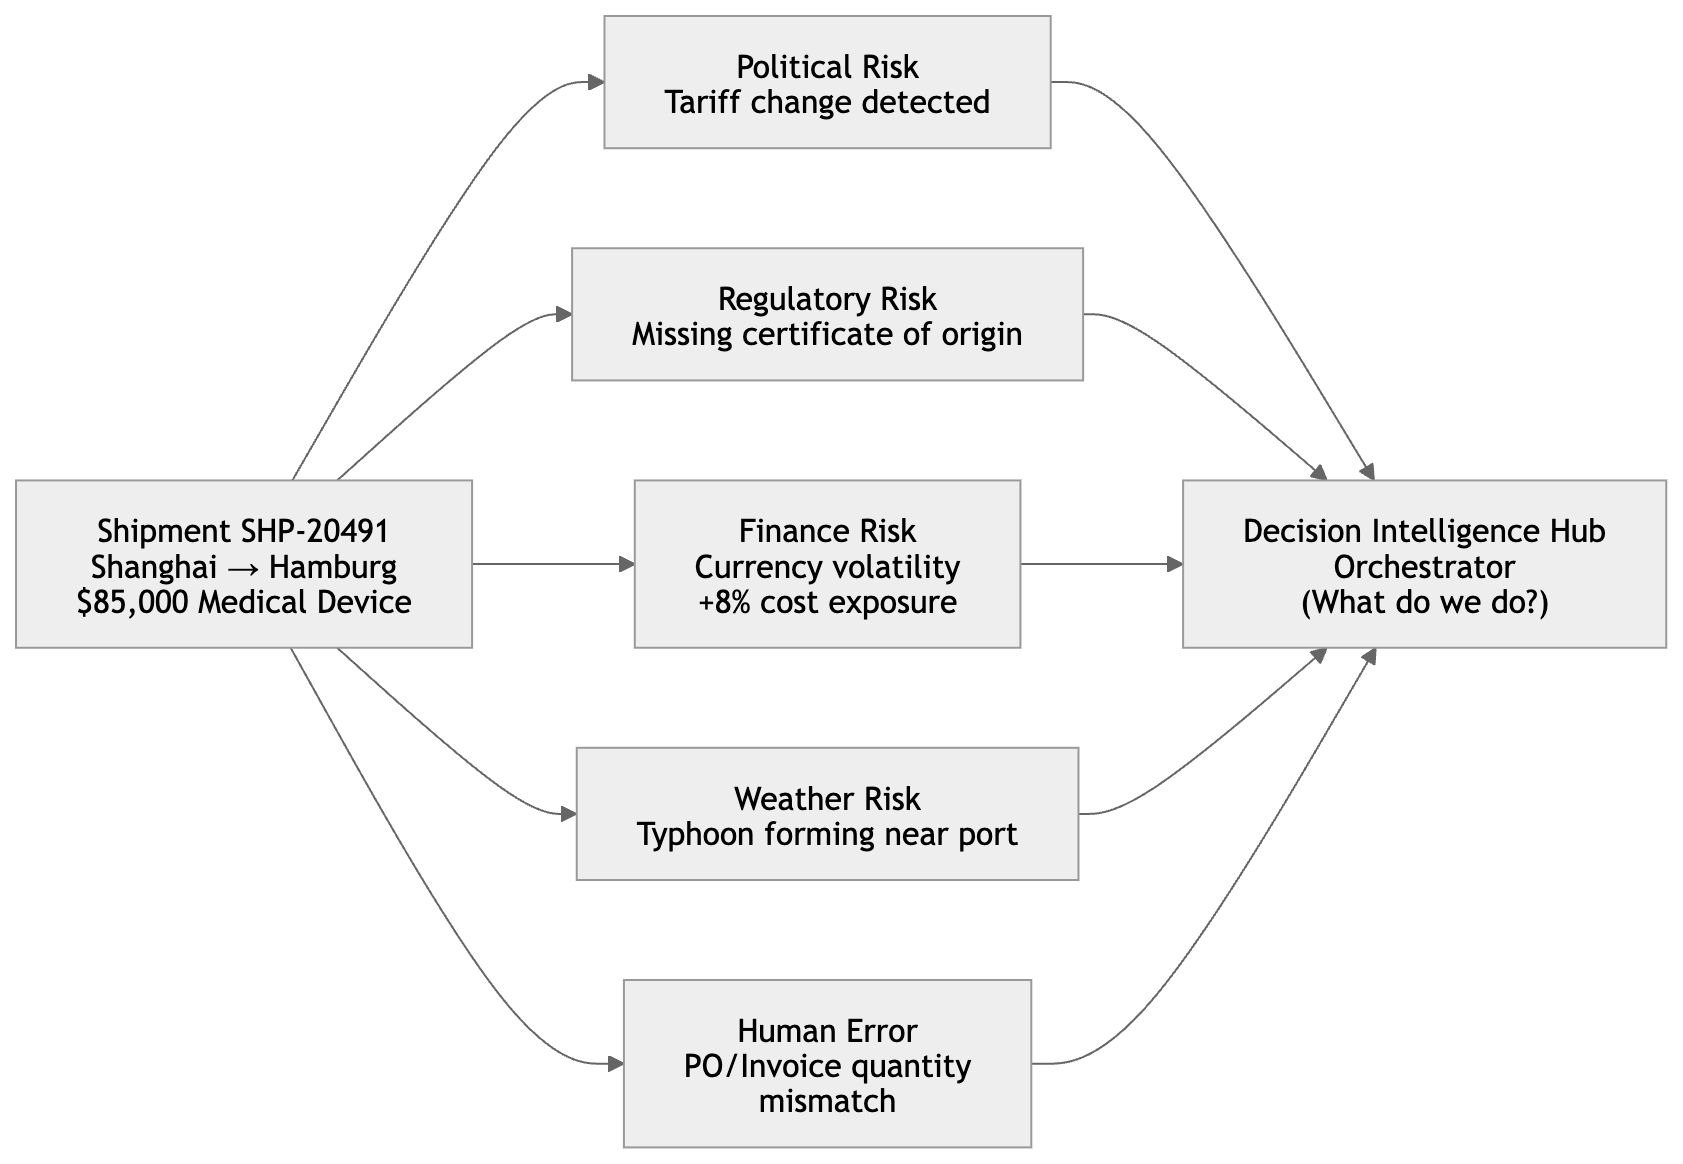 Political Risk
Tariff change detected
Regulatory Risk
Missing certificate of origin
Shipment SHP-20491
Shanghai → Hamburg
$85,000 Medical Device
Finance Risk
Currency volatility
+8% cost exposure
Decision Intelligence Hub
Orchestrator
(What do we do?)
Weather Risk
Typhoon forming near port
Human Error
PO/Invoice quantity
mismatch